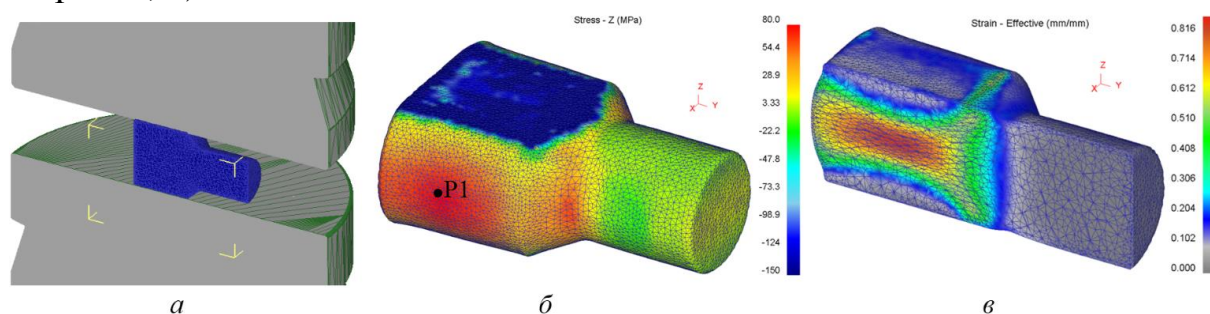 Stress - Z (MPa)
80.0
54.4
28.9
3.33
-22.2
-47.8
-73.3
-98.9
-124
-150
Z
X
Y
P1
Strain - Effective (mm/mm)
0.816
0.714
0.612
0.510
0.408
0.306
0.204
0.102
0.000
Z
X
Y
а
б
в